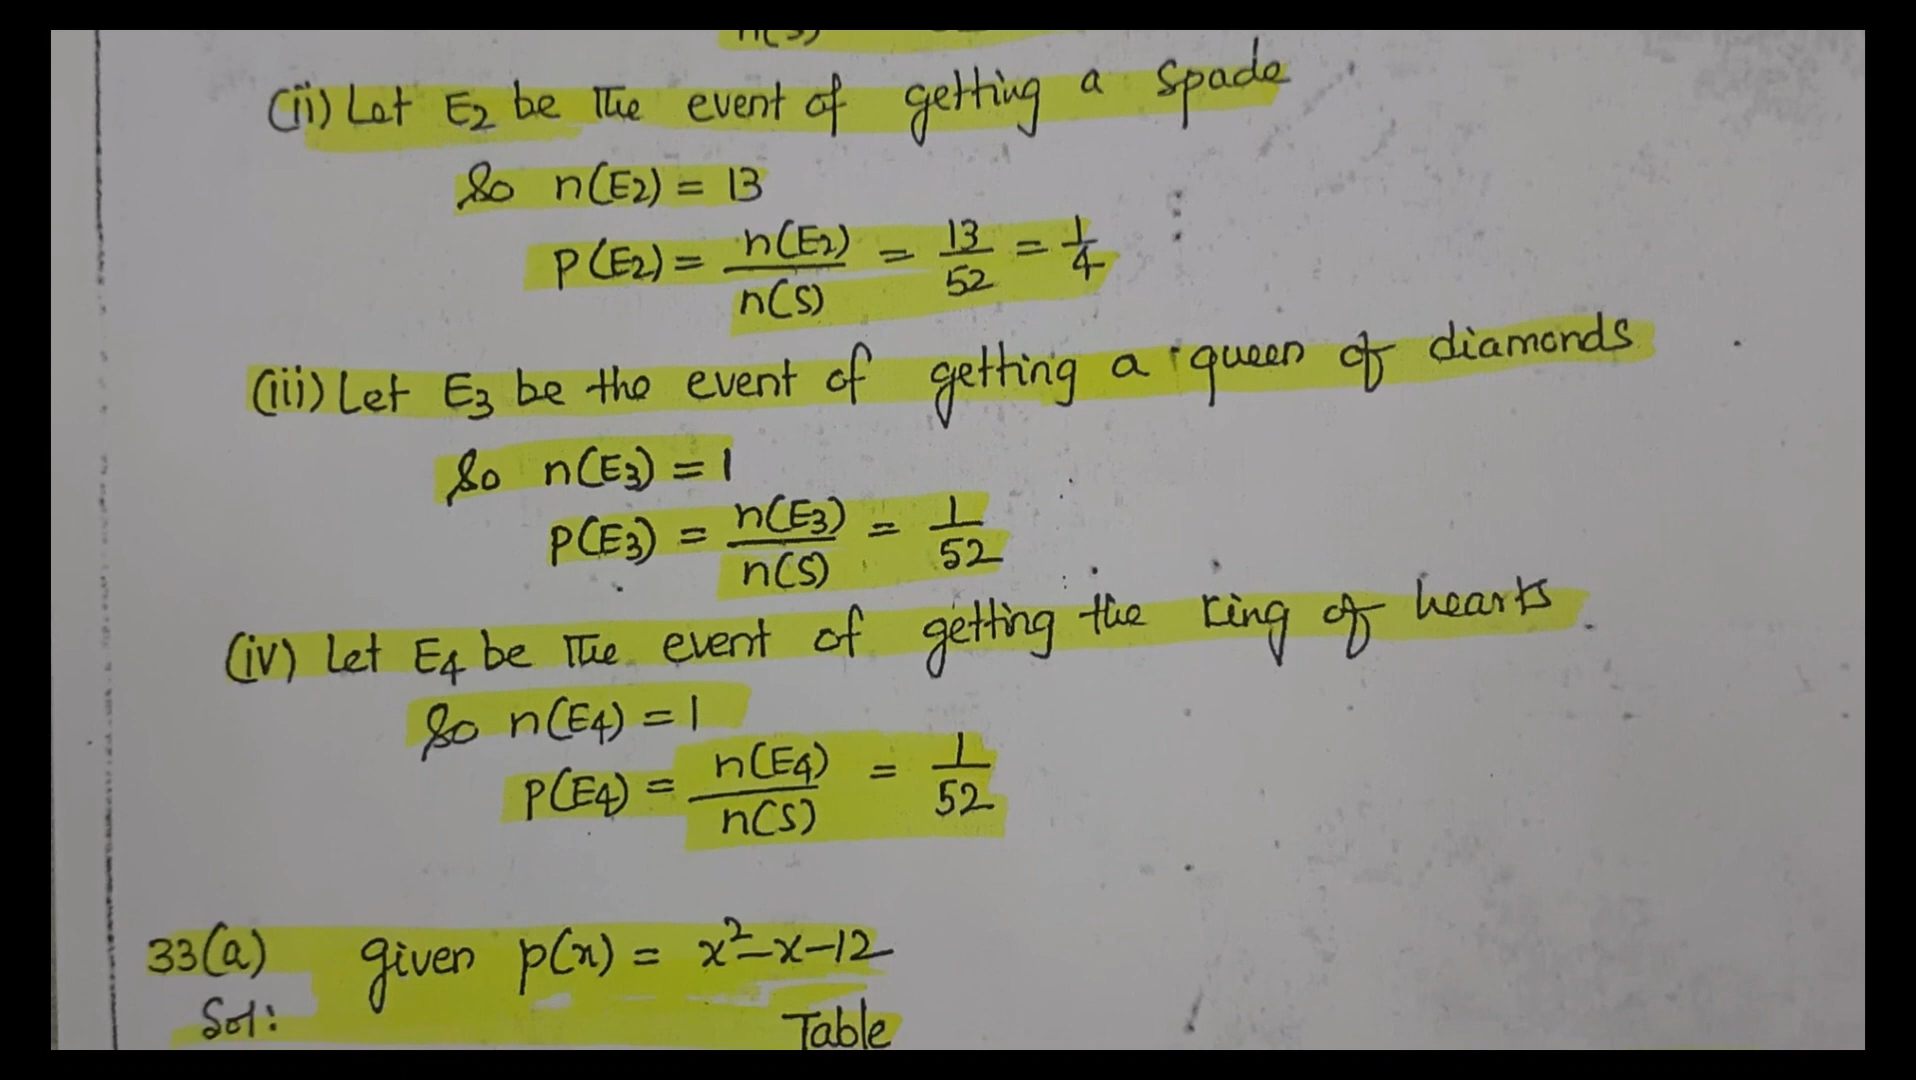 n(S)
(ii) Let E2 be the event of getting a spade
So n(E2) = 13
P(E2) = n(E2)/n(S) = 13/52 = 1/4
(iii) Let E3 be the event of getting a queen of diamonds
So n(E3) = 1
P(E3) = n(E3)/n(S) = 1/52
(iv) Let E4 be the event of getting the king of hearts.
So n(E4) = 1
P(E4) = n(E4)/n(S) = 1/52
33(a) given p(x) = x²-x-12
Sol: Table